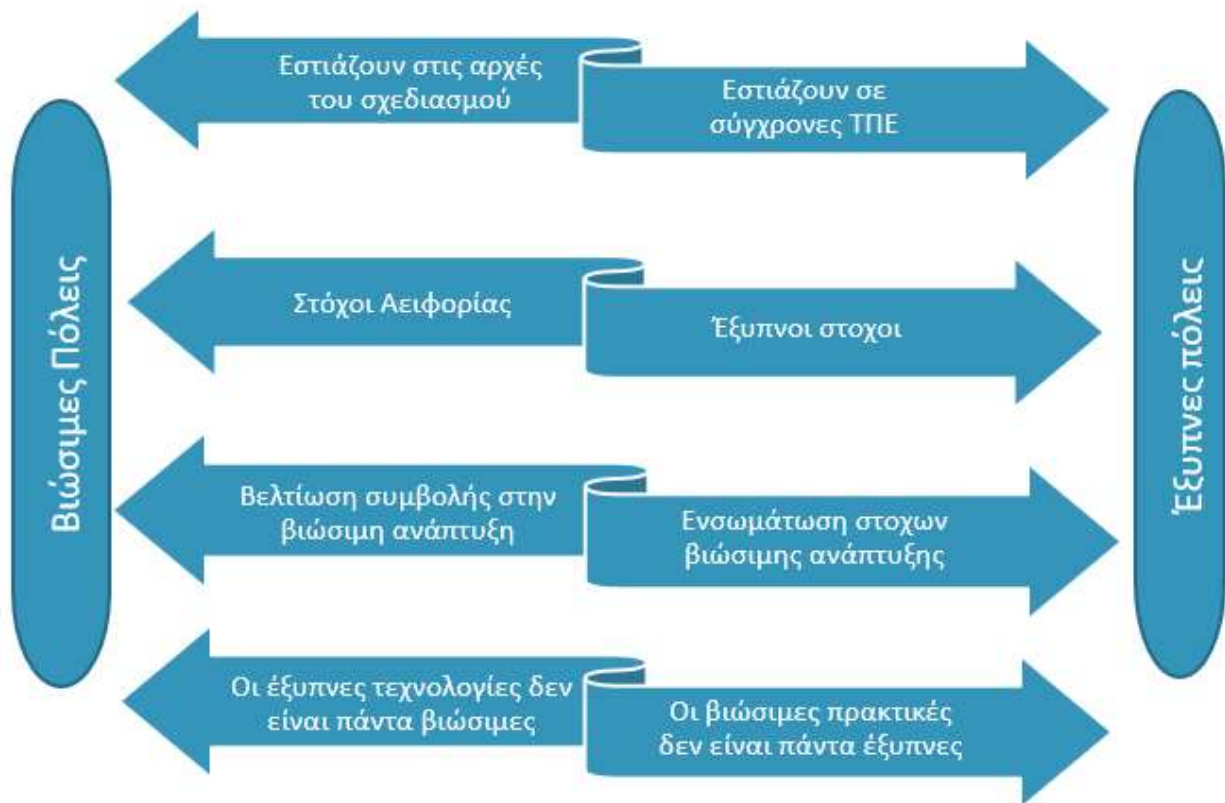 Βιώσιμες Πόλεις
Εστιάζουν στις αρχές
του σχεδιασμού
Εστιάζουν σε
σύγχρονες ΤΠΕ
Στόχοι Αειφορίας
Έξυπνοι στοχοι
Βελτίωση συμβολής στην
βιώσιμη ανάπτυξη
Ενσωμάτωση στοχων
βιώσιμης ανάπτυξης
Οι έξυπνες τεχνολογίες δεν
είναι πάντα βιώσιμες
Οι βιώσιμες πρακτικές
δεν είναι πάντα έξυπνες
Έξυπνες πόλεις